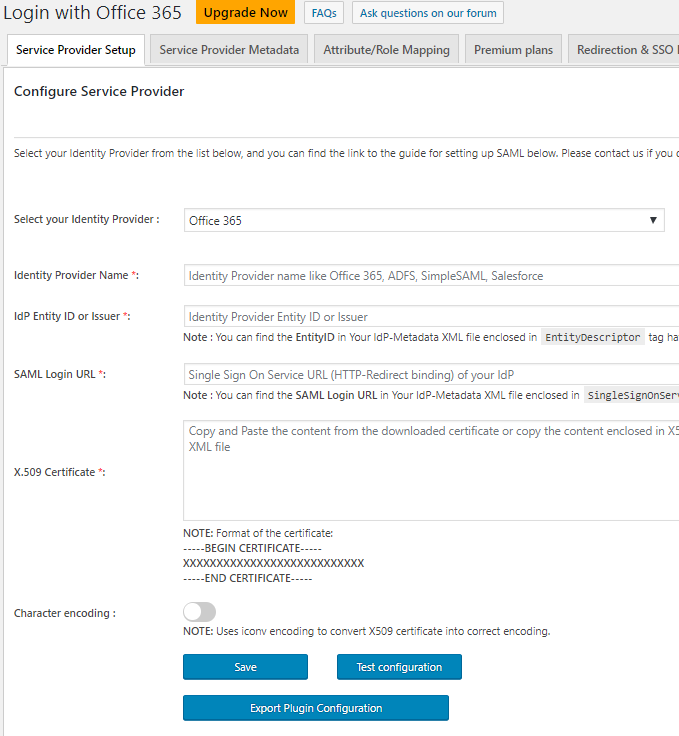 Login with Office 365 Upgrade Now FAQs Ask questions on our forum
Service Provider Setup Service Provider Metadata Attribute/Role Mapping Premium plans Redirection & SSO
Configure Service Provider
Select your Identity Provider from the list below, and you can find the link to the guide for setting up SAML below. Please contact us if you
Select your Identity Provider : Office 365
Identity Provider Name *: Identity Provider name like Office 365, ADFS, SimpleSAML, Salesforce
IdP Entity ID or Issuer *: Identity Provider Entity ID or Issuer
Note : You can find the EntityID in Your IdP-Metadata XML file enclosed in EntityDescriptor tag
SAML Login URL *: Single Sign On Service URL (HTTP-Redirect binding) of your IdP
Note : You can find the SAML Login URL in Your IdP-Metadata XML file enclosed in
Copy and Paste the content from the downloaded certificate or copy the content enclosed in
XML file
X.509 Certificate *:
NOTE: Format of the certificate:
-----BEGIN CERTIFICATE-----
XXXXXXXXXXXXXXXXXXXXXXXXXXX
-----END CERTIFICATE-----
Character encoding :
NOTE: Uses iconv encoding to convert X509 certificate into correct encoding.
Save Test configuration
Export Plugin Configuration